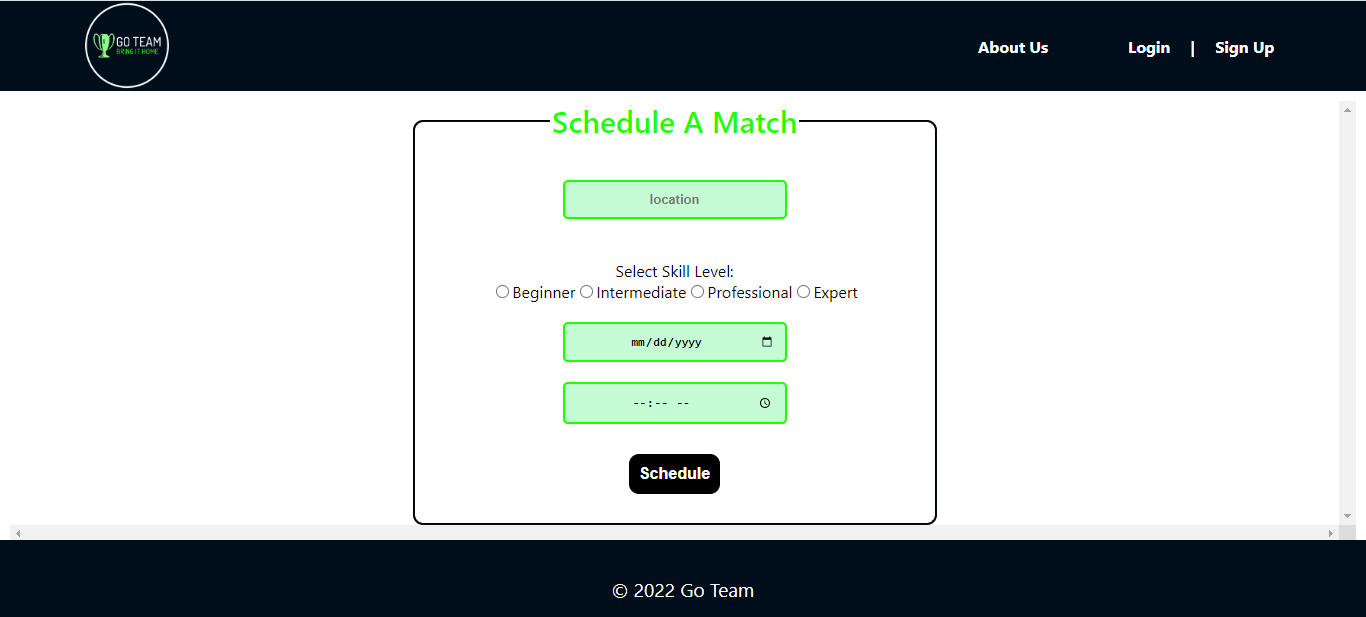 GO TEAM
BRING IT HOME
About Us
Login | Sign Up
Schedule A Match
location
Select Skill Level:
Beginner Intermediate Professional Expert
mm/dd/yyyy
--:-- --
Schedule
© 2022 Go Team